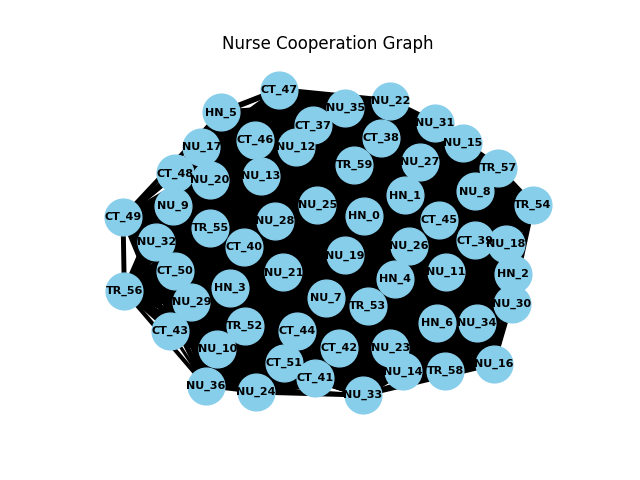 Nurse Cooperation Graph
CT_47
NU_22
NU_35
HN_5
NU_31
CT_37
CT_38
CT_46
NU_15
NU_17
NU_12
NU_27
TR_59
TR_57
CT_48
NU_13
NU_20
NU_8
HN_1
NU_9
NU_25
TR_54
CT_49
HN_0
CT_45
NU_28
TR_55
CT_39
NU_32
NU_18
CT_40
NU_26
NU_19
CT_50
NU_21
NU_11
HN_2
HN_4
HN_3
TR_56
NU_7
NU_29
TR_53
NU_30
HN_6
NU_34
TR_52
CT_43
CT_44
NU_10
CT_42
NU_23
CT_51
NU_16
NU_14
TR_58
CT_41
NU_36
NU_24
NU_33